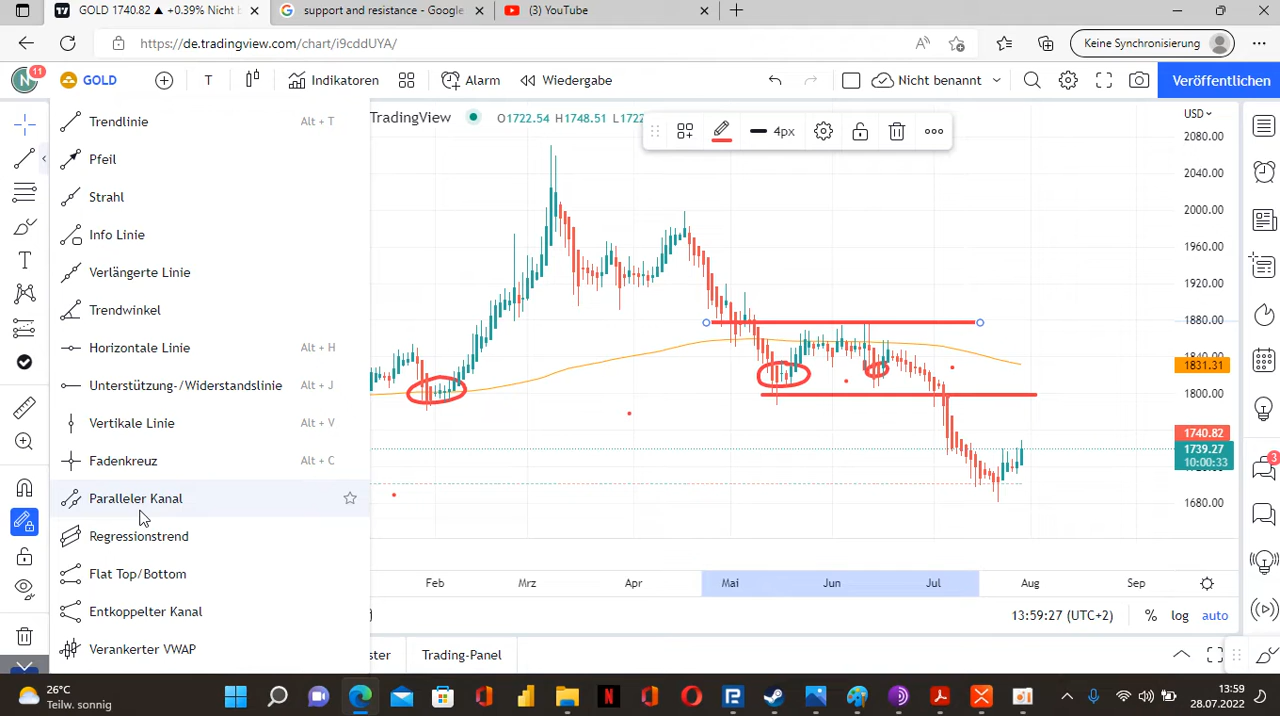 GOLD 1740.82 ▲ +0.39% Nicht b
support and resistance - Google
(3) YouTube
https://de.tradingview.com/chart/i9cddUYA/
Keine Synchronisierung
N
11
GOLD
T
Indikatoren
Alarm
Wiedergabe
Nicht benannt
Veröffentlichen
Trendlinie Alt + T
Pfeil
Strahl
Info Linie
Verlängerte Linie
Trendwinkel
Horizontale Linie Alt + H
Unterstützung-/Widerstandslinie Alt + J
Vertikale Linie Alt + V
Fadenkreuz Alt + C
Paralleler Kanal
Regressionstrend
Flat Top/Bottom
Entkoppelter Kanal
Verankerter VWAP
TradingView
O1722.54 H1748.51 L1722
4px
USD
2080.00
2040.00
2000.00
1960.00
1920.00
1880.00
1831.31
1800.00
1740.82
1739.27
10:00:33
1680.00
Feb Mrz Apr Mai Jun Jul Aug Sep
13:59:27 (UTC+2) % log auto
ster Trading-Panel
3
26°C
Teilw. sonnig
13:59
28.07.2022